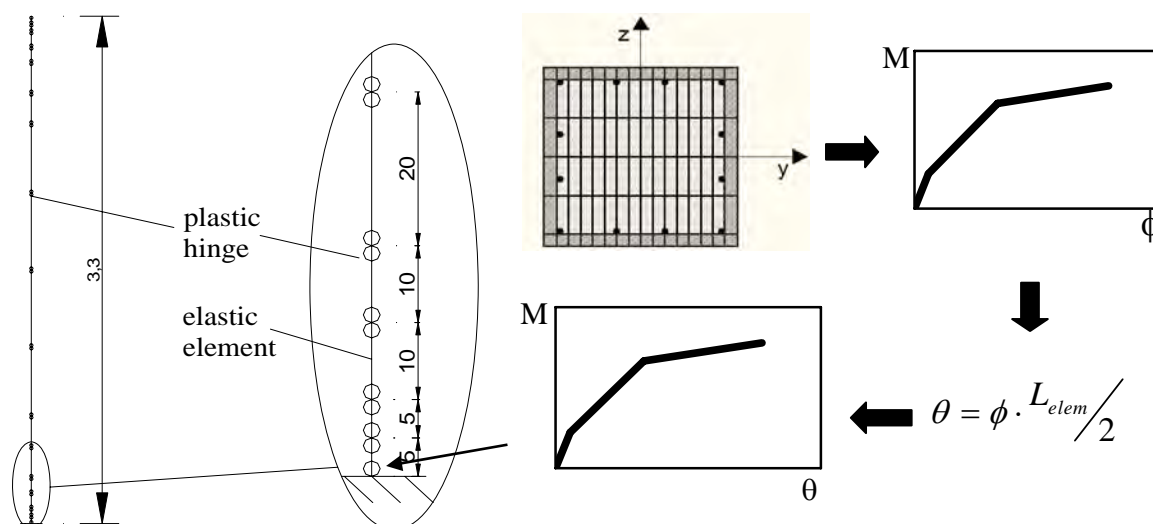 3,3
plastic
hinge
elastic
element
20
10
10
5
5
z
y
M
ϕ
M
θ
θ = ϕ · L_elem/2